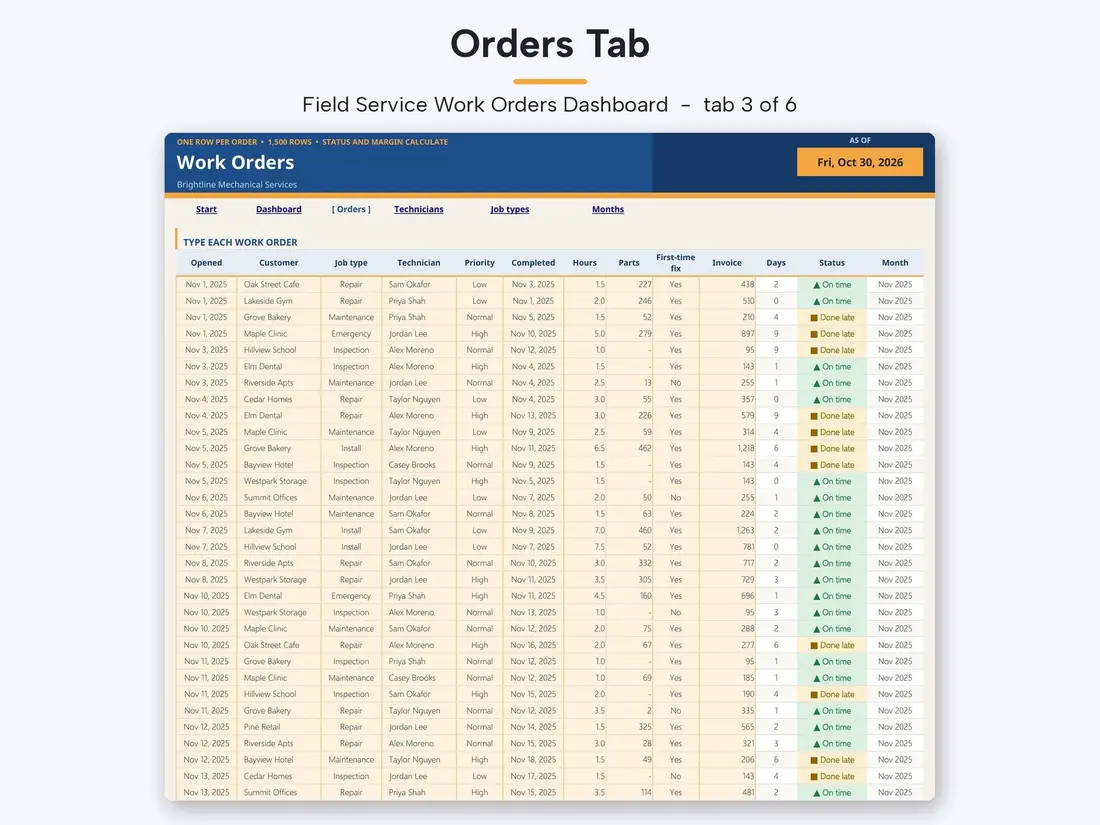 Orders Tab
Field Service Work Orders Dashboard - tab 3 of 6
ONE ROW PER ORDER • 1,500 ROWS • STATUS AND MARGIN CALCULATE
AS OF
Work Orders
Fri, Oct 30, 2026
Brightline Mechanical Services
Start Dashboard [ Orders ] Technicians Job types Months
TYPE EACH WORK ORDER
Opened Customer Job type Technician Priority Completed Hours Parts First-time fix Invoice Days Status Month
Nov 1, 2025 Oak Street Cafe Repair Sam Okafor Low Nov 3, 2025 1.5 227 Yes 438 2 ▲ On time Nov 2025
Nov 1, 2025 Lakeside Gym Repair Priya Shah Low Nov 1, 2025 2.0 246 Yes 510 0 ▲ On time Nov 2025
Nov 1, 2025 Grove Bakery Maintenance Priya Shah Normal Nov 5, 2025 1.5 52 Yes 210 4 ■ Done late Nov 2025
Nov 1, 2025 Maple Clinic Emergency Jordan Lee High Nov 10, 2025 5.0 279 Yes 897 9 ■ Done late Nov 2025
Nov 3, 2025 Hillview School Inspection Alex Moreno Normal Nov 12, 2025 1.0 - Yes 95 9 ■ Done late Nov 2025
Nov 3, 2025 Elm Dental Inspection Alex Moreno High Nov 4, 2025 1.5 - Yes 143 1 ▲ On time Nov 2025
Nov 3, 2025 Riverside Apts Maintenance Jordan Lee Normal Nov 4, 2025 2.5 13 No 255 1 ▲ On time Nov 2025
Nov 4, 2025 Cedar Homes Repair Taylor Nguyen Low Nov 4, 2025 3.0 55 Yes 357 0 ▲ On time Nov 2025
Nov 4, 2025 Elm Dental Repair Alex Moreno High Nov 13, 2025 3.0 226 Yes 579 9 ■ Done late Nov 2025
Nov 5, 2025 Maple Clinic Maintenance Taylor Nguyen Low Nov 9, 2025 2.5 59 Yes 314 4 ■ Done late Nov 2025
Nov 5, 2025 Grove Bakery Install Alex Moreno High Nov 11, 2025 6.5 462 Yes 1,218 6 ■ Done late Nov 2025
Nov 5, 2025 Bayview Hotel Inspection Casey Brooks Normal Nov 9, 2025 1.5 - Yes 143 4 ■ Done late Nov 2025
Nov 5, 2025 Westpark Storage Inspection Taylor Nguyen High Nov 5, 2025 1.5 - Yes 143 0 ▲ On time Nov 2025
Nov 6, 2025 Summit Offices Maintenance Jordan Lee Low Nov 7, 2025 2.0 50 No 255 1 ▲ On time Nov 2025
Nov 6, 2025 Bayview Hotel Maintenance Sam Okafor Normal Nov 8, 2025 1.5 63 Yes 224 2 ▲ On time Nov 2025
Nov 7, 2025 Lakeside Gym Install Sam Okafor Low Nov 9, 2025 7.0 460 Yes 1,263 2 ▲ On time Nov 2025
Nov 7, 2025 Hillview School Install Jordan Lee Low Nov 7, 2025 7.5 52 Yes 781 0 ▲ On time Nov 2025
Nov 8, 2025 Riverside Apts Repair Sam Okafor Normal Nov 10, 2025 3.0 332 Yes 717 2 ▲ On time Nov 2025
Nov 8, 2025 Westpark Storage Repair Jordan Lee High Nov 11, 2025 3.5 305 Yes 729 3 ▲ On time Nov 2025
Nov 10, 2025 Elm Dental Emergency Priya Shah High Nov 11, 2025 4.5 160 Yes 696 1 ▲ On time Nov 2025
Nov 10, 2025 Westpark Storage Inspection Alex Moreno Normal Nov 13, 2025 1.0 - No 95 3 ▲ On time Nov 2025
Nov 10, 2025 Maple Clinic Maintenance Sam Okafor Normal Nov 12, 2025 2.0 75 Yes 288 2 ▲ On time Nov 2025
Nov 10, 2025 Oak Street Cafe Repair Alex Moreno High Nov 16, 2025 2.0 67 Yes 277 6 ■ Done late Nov 2025
Nov 11, 2025 Grove Bakery Inspection Priya Shah Normal Nov 12, 2025 1.0 - Yes 95 1 ▲ On time Nov 2025
Nov 11, 2025 Maple Clinic Maintenance Casey Brooks Normal Nov 12, 2025 1.0 69 Yes 185 1 ▲ On time Nov 2025
Nov 11, 2025 Hillview School Inspection Sam Okafor High Nov 15, 2025 2.0 - Yes 190 4 ■ Done late Nov 2025
Nov 11, 2025 Grove Bakery Repair Taylor Nguyen Normal Nov 12, 2025 3.5 2 No 335 1 ▲ On time Nov 2025
Nov 12, 2025 Pine Retail Repair Jordan Lee Low Nov 14, 2025 1.5 325 Yes 565 2 ▲ On time Nov 2025
Nov 12, 2025 Riverside Apts Repair Alex Moreno Normal Nov 15, 2025 3.0 28 Yes 321 3 ▲ On time Nov 2025
Nov 12, 2025 Bayview Hotel Maintenance Taylor Nguyen High Nov 18, 2025 1.5 49 Yes 206 6 ■ Done late Nov 2025
Nov 13, 2025 Cedar Homes Inspection Jordan Lee Low Nov 17, 2025 1.5 - No 143 4 ■ Done late Nov 2025
Nov 13, 2025 Summit Offices Repair Priya Shah High Nov 15, 2025 3.5 114 Yes 481 2 ▲ On time Nov 2025